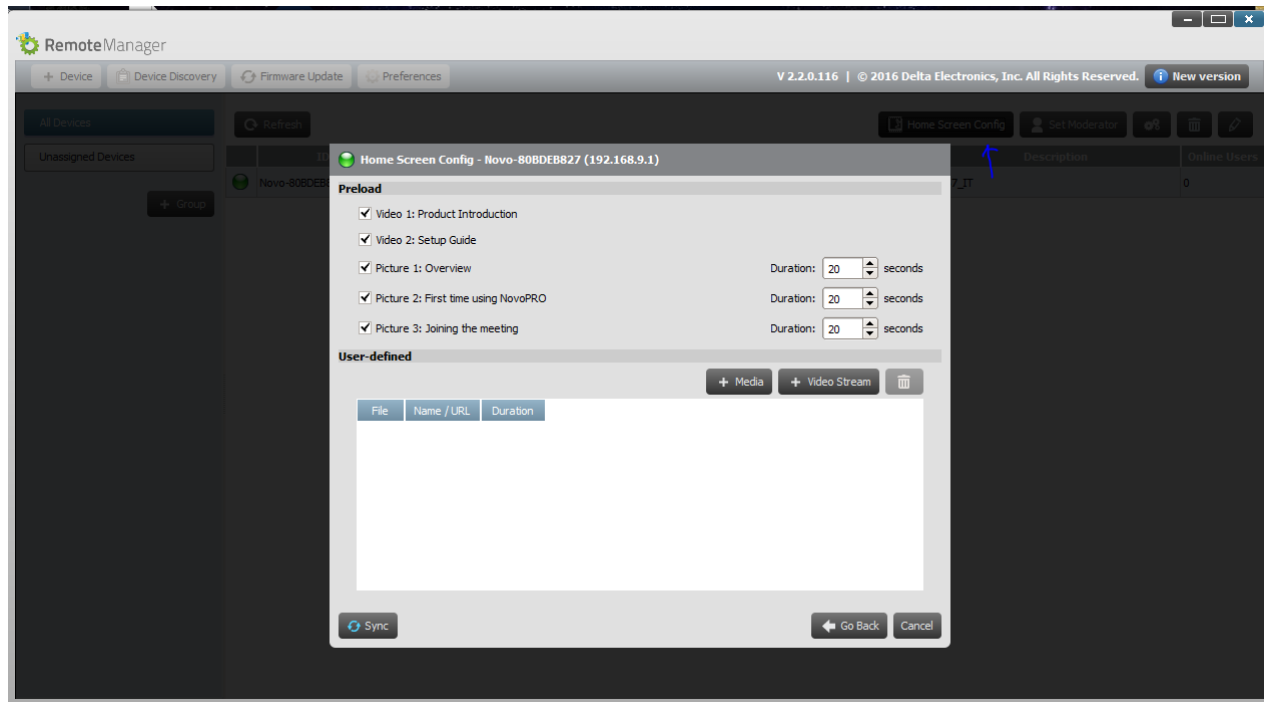 RemoteManager
+ Device Device Discovery Firmware Update Preferences V 2.2.0.116 | © 2016 Delta Electronics, Inc. All Rights Reserved. New version
All Devices Refresh Home Screen Config Set Moderator
Unassigned Devices ID Description Online Users
Novo-80BDEB 7_IT 0
+ Group
Home Screen Config - Novo-80BDEB827 (192.168.9.1)
Preload
Video 1: Product Introduction
Video 2: Setup Guide
Picture 1: Overview Duration: 20 seconds
Picture 2: First time using NovoPRO Duration: 20 seconds
Picture 3: Joining the meeting Duration: 20 seconds
User-defined
+ Media + Video Stream
File Name / URL Duration
Sync Go Back Cancel